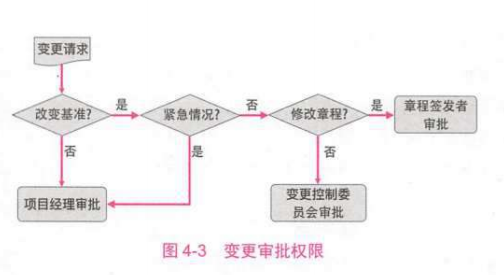 变更请求
改变基准?
是
紧急情况?
否
修改章程?
是
章程签发者
审批
否
是
否
项目经理审批
变更控制委
员会审批
图 4-3 变更审批权限